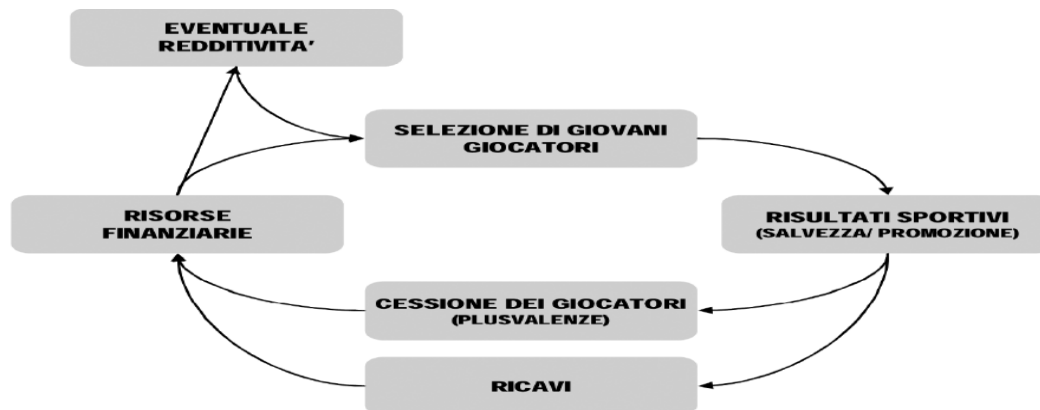 EVENTUALE
REDDITIVITA'
SELEZIONE DI GIOVANI
GIOCATORI
RISORSE
FINANZIARIE
RISULTATI SPORTIVI
(SALVEZZA/ PROMOZIONE)
CESSIONE DEI GIOCATORI
(PLUSVALENZE)
RICAVI